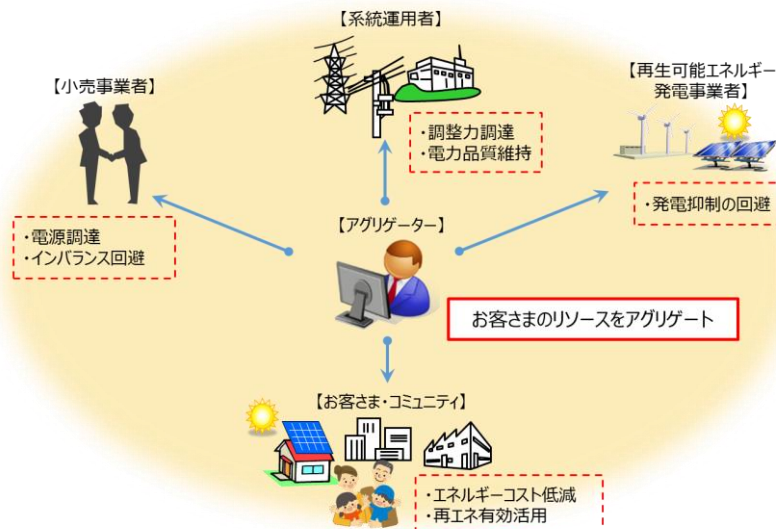 【系統運用者】
・調整力調達
・電力品質維持
【小売事業者】
・電源調達
・インバランス回避
【再生可能エネルギー
発電事業者】
・発電抑制の回避
【アグリゲーター】
お客さまのリソースをアグリゲート
【お客さま・コミュニティ】
・エネルギーコスト低減
・再エネ有効活用